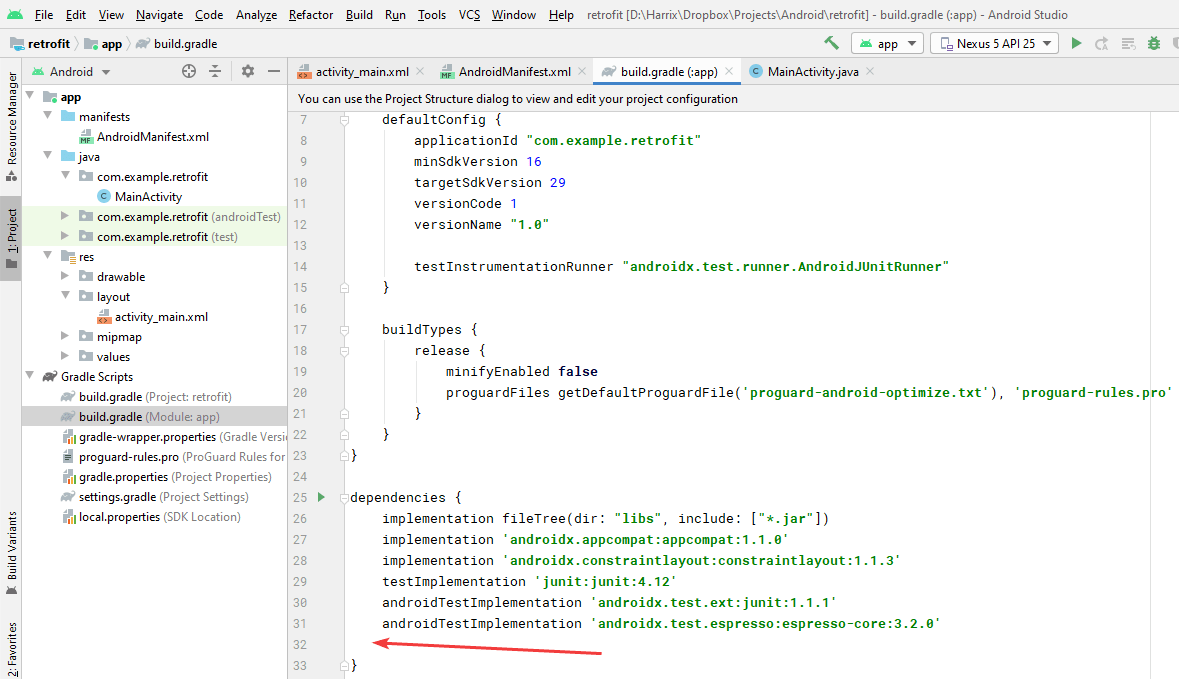 File Edit View Navigate Code Analyze Refactor Build Run Tools VCS Window Help retrofit [D:\Harrix\Dropbox\Projects\Android\retrofit] - build.gradle (:app) - Android Studio
retrofit app build.gradle app Nexus 5 API 25
Android activity_main.xml AndroidManifest.xml build.gradle (:app) MainActivity.java
You can use the Project Structure dialog to view and edit your project configuration
Resource Manager
1: Project
Build Variants
2: Favorites
app
manifests
AndroidManifest.xml
java
com.example.retrofit
MainActivity
com.example.retrofit (androidTest)
com.example.retrofit (test)
res
drawable
layout
activity_main.xml
mipmap
values
Gradle Scripts
build.gradle (Project: retrofit)
build.gradle (Module: app)
gradle-wrapper.properties (Gradle Versi
proguard-rules.pro (ProGuard Rules for
gradle.properties (Project Properties)
settings.gradle (Project Settings)
local.properties (SDK Location)
7 defaultConfig {
8 applicationId "com.example.retrofit"
9 minSdkVersion 16
10 targetSdkVersion 29
11 versionCode 1
12 versionName "1.0"
13
14 testInstrumentationRunner "androidx.test.runner.AndroidJUnitRunner"
15 }
16
17 buildTypes {
18 release {
19 minifyEnabled false
20 proguardFiles getDefaultProguardFile('proguard-android-optimize.txt'), 'proguard-rules.pro'
21 }
22 }
23 }
24
25 dependencies {
26 implementation fileTree(dir: "libs", include: ["*.jar"])
27 implementation 'androidx.appcompat:appcompat:1.1.0'
28 implementation 'androidx.constraintlayout:constraintlayout:1.1.3'
29 testImplementation 'junit:junit:4.12'
30 androidTestImplementation 'androidx.test.ext:junit:1.1.1'
31 androidTestImplementation 'androidx.test.espresso:espresso-core:3.2.0'
32
33 }